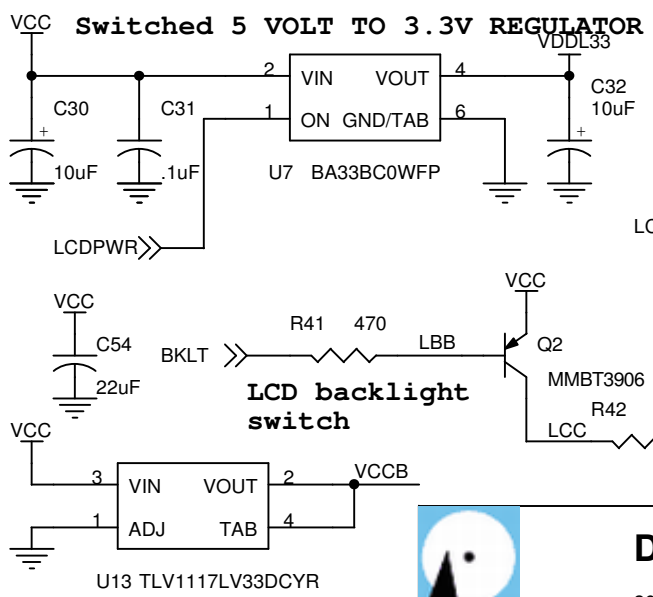 Switched 5 VOLT TO 3.3V REGULATOR
VCC
VDDL33
2 VIN VOUT 4
1 ON GND/TAB 6
C30
10uF
+
C31
.1uF
C32
10uF
+
U7 BA33BC0WFP
LCDPWR
LC
VCC
C54
22uF
BKLT
R41 470
LBB
VCC
Q2
MMBT3906
R42
LCC
LCD backlight
switch
VCC
3 VIN VOUT 2
1 ADJ TAB 4
VCCB
U13 TLV1117LV33DCYR
D